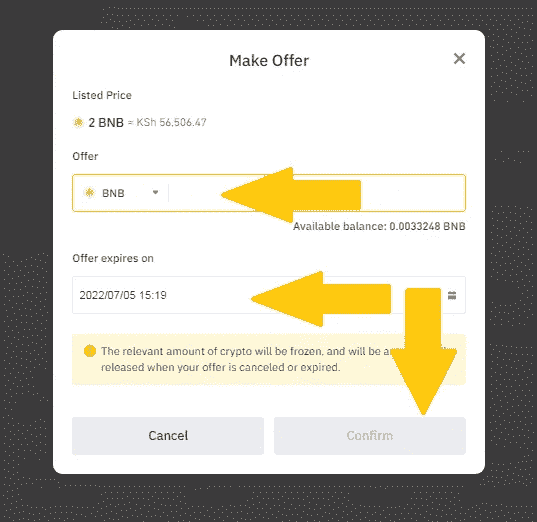 Make Offer
Listed Price
2 BNB ≈ KSh 56,506.47
Offer
BNB
Available balance: 0.0033248 BNB
Offer expires on
2022/07/05 15:19
The relevant amount of crypto will be frozen, and will be
released when your offer is canceled or expired.
Cancel
Confirm